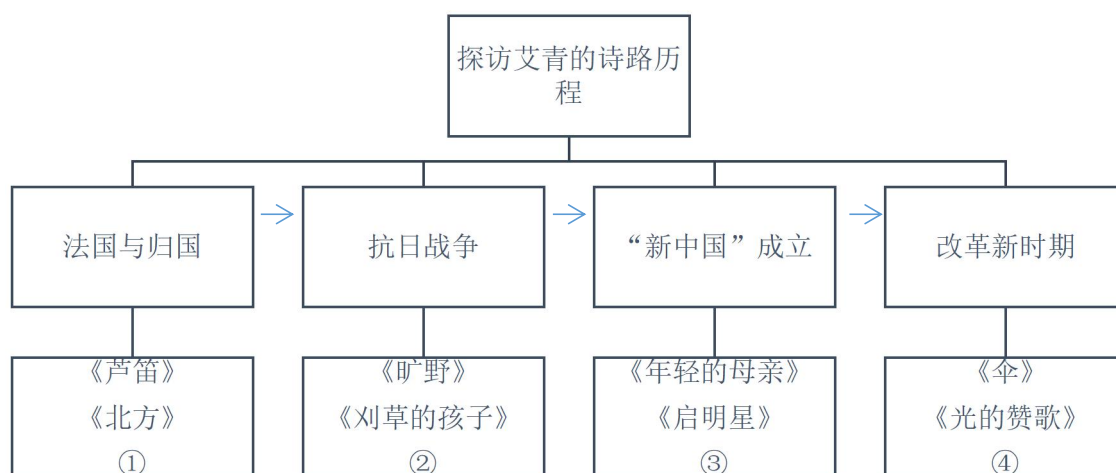 探访艾青的诗路历
程
法国与归国
抗日战争
“新中国”成立
改革新时期
《芦笛》
《北方》
①
《旷野》
《刈草的孩子》
②
《年轻的母亲》
《启明星》
③
《伞》
《光的赞歌》
④